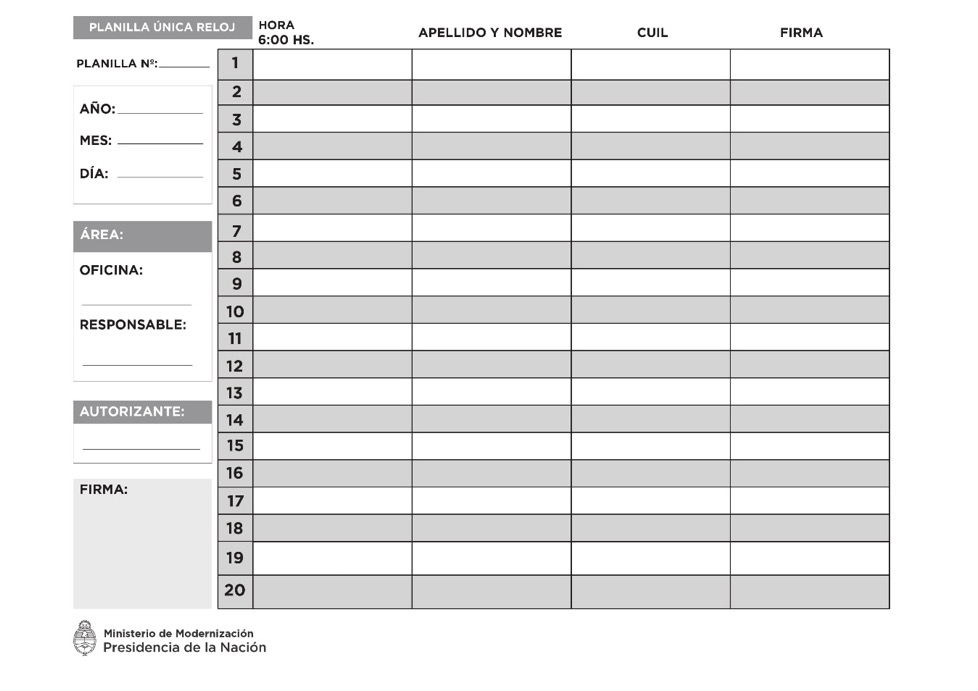 PLANILLA ÚNICA RELOJ
HORA
6:00 HS.
APELLIDO Y NOMBRE
CUIL
FIRMA
PLANILLA Nº:
AÑO:
MES:
DÍA:
ÁREA:
OFICINA:
RESPONSABLE:
AUTORIZANTE:
FIRMA:
1
2
3
4
5
6
7
8
9
10
11
12
13
14
15
16
17
18
19
20
Ministerio de Modernización
Presidencia de la Nación